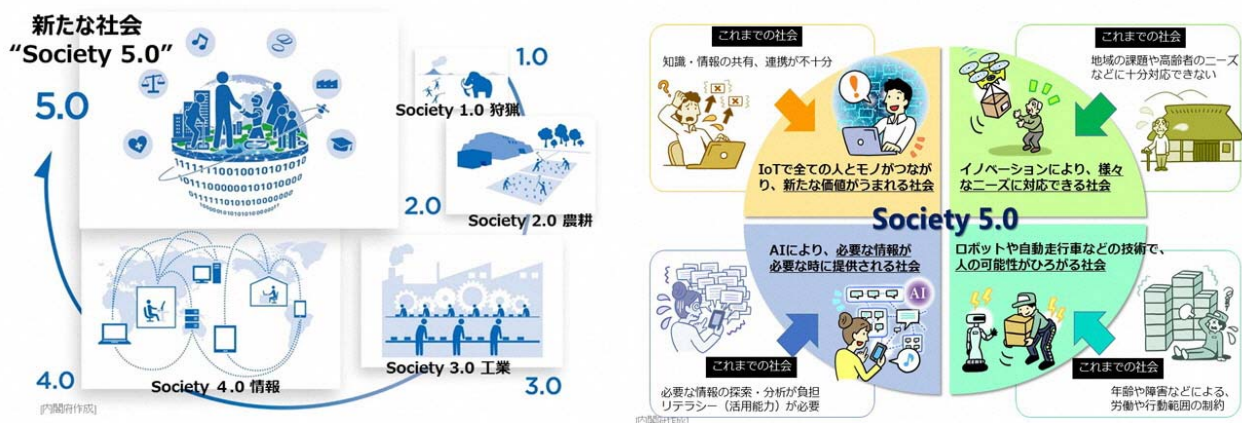 新たな社会
“Society 5.0”
5.0
1.0
Society 1.0 狩猟
2.0
Society 2.0 農耕
Society 3.0 工業
3.0
4.0
Society 4.0 情報
[内閣府作成]
これまでの社会
知識・情報の共有、連携が不十分
IoTで全ての人とモノがつなが
り、新たな価値がうまれる社会
これまでの社会
地域の課題や高齢者のニーズ
などに十分対応できない
イノベーションにより、様々
なニーズに対応できる社会
Society 5.0
AIにより、必要な情報が
必要な時に提供される社会
AI
これまでの社会
必要な情報の探索・分析が負担
リテラシー（活用能力）が必要
ロボットや自動走行車などの技術で、
人の可能性がひろがる社会
これまでの社会
年齢や障害などによる、
労働や行動範囲の制約
[内閣府作成]